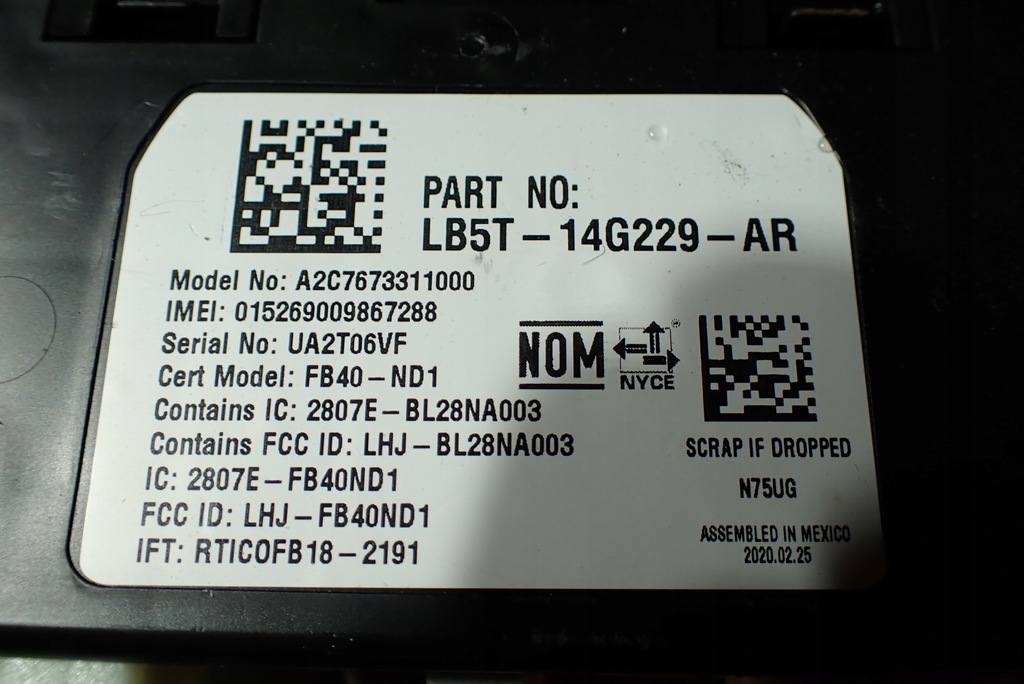 PART NO:
LB5T-14G229-AR
Model No: A2C7673311000
IMEI: 015269009867288
Serial No: UA2T06VF
Cert Model: FB40-ND1
Contains IC: 2807E-BL28NA003
Contains FCC ID: LHJ-BL28NA003
IC: 2807E-FB40ND1
FCC ID: LHJ-FB40ND1
IFT: RTICOFB18-2191
NOM
NYCE
SCRAP IF DROPPED
N75UG
ASSEMBLED IN MEXICO
2020.02.25